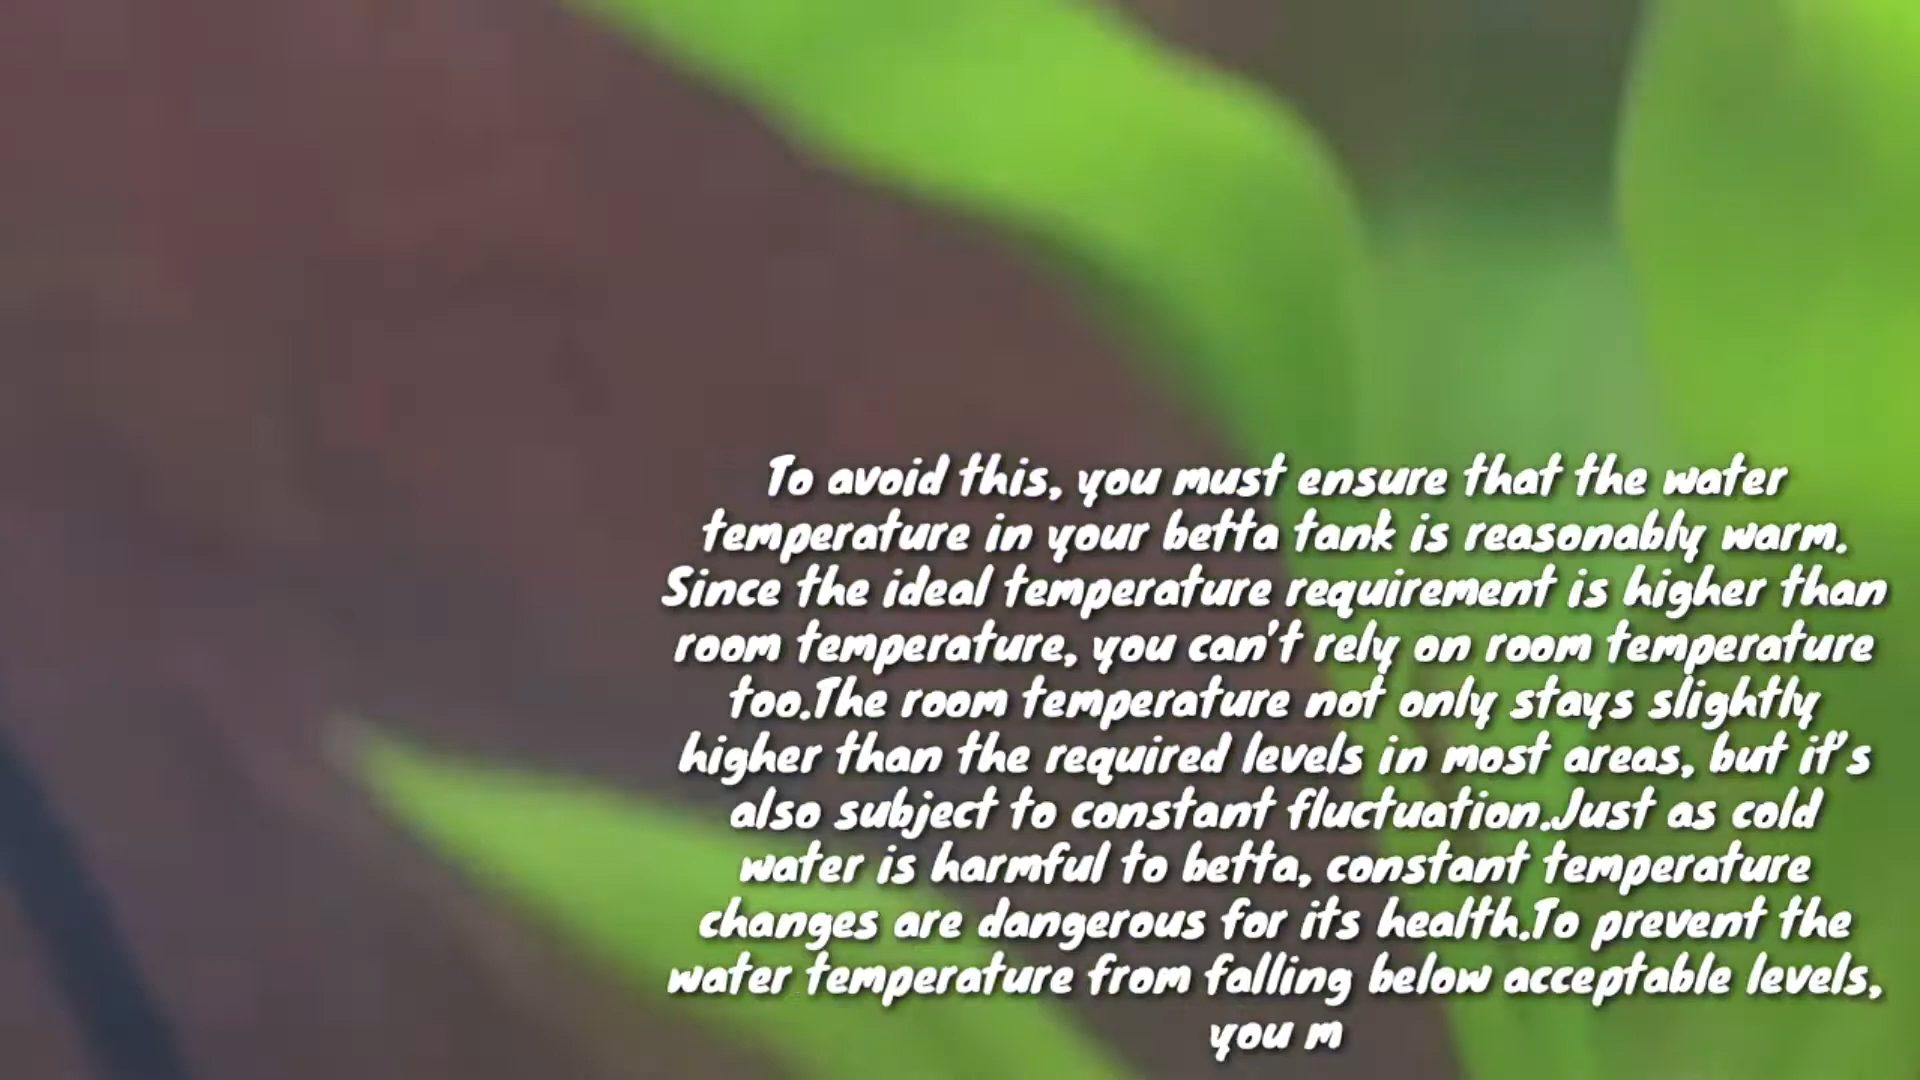 To avoid this, you must ensure that the water
temperature in your betta tank is reasonably warm.
Since the ideal temperature requirement is higher than
room temperature, you can't rely on room temperature
too.The room temperature not only stays slightly
higher than the required levels in most areas, but it's
also subject to constant fluctuation.Just as cold
water is harmful to betta, constant temperature
changes are dangerous for its health.To prevent the
water temperature from falling below acceptable levels,
you m